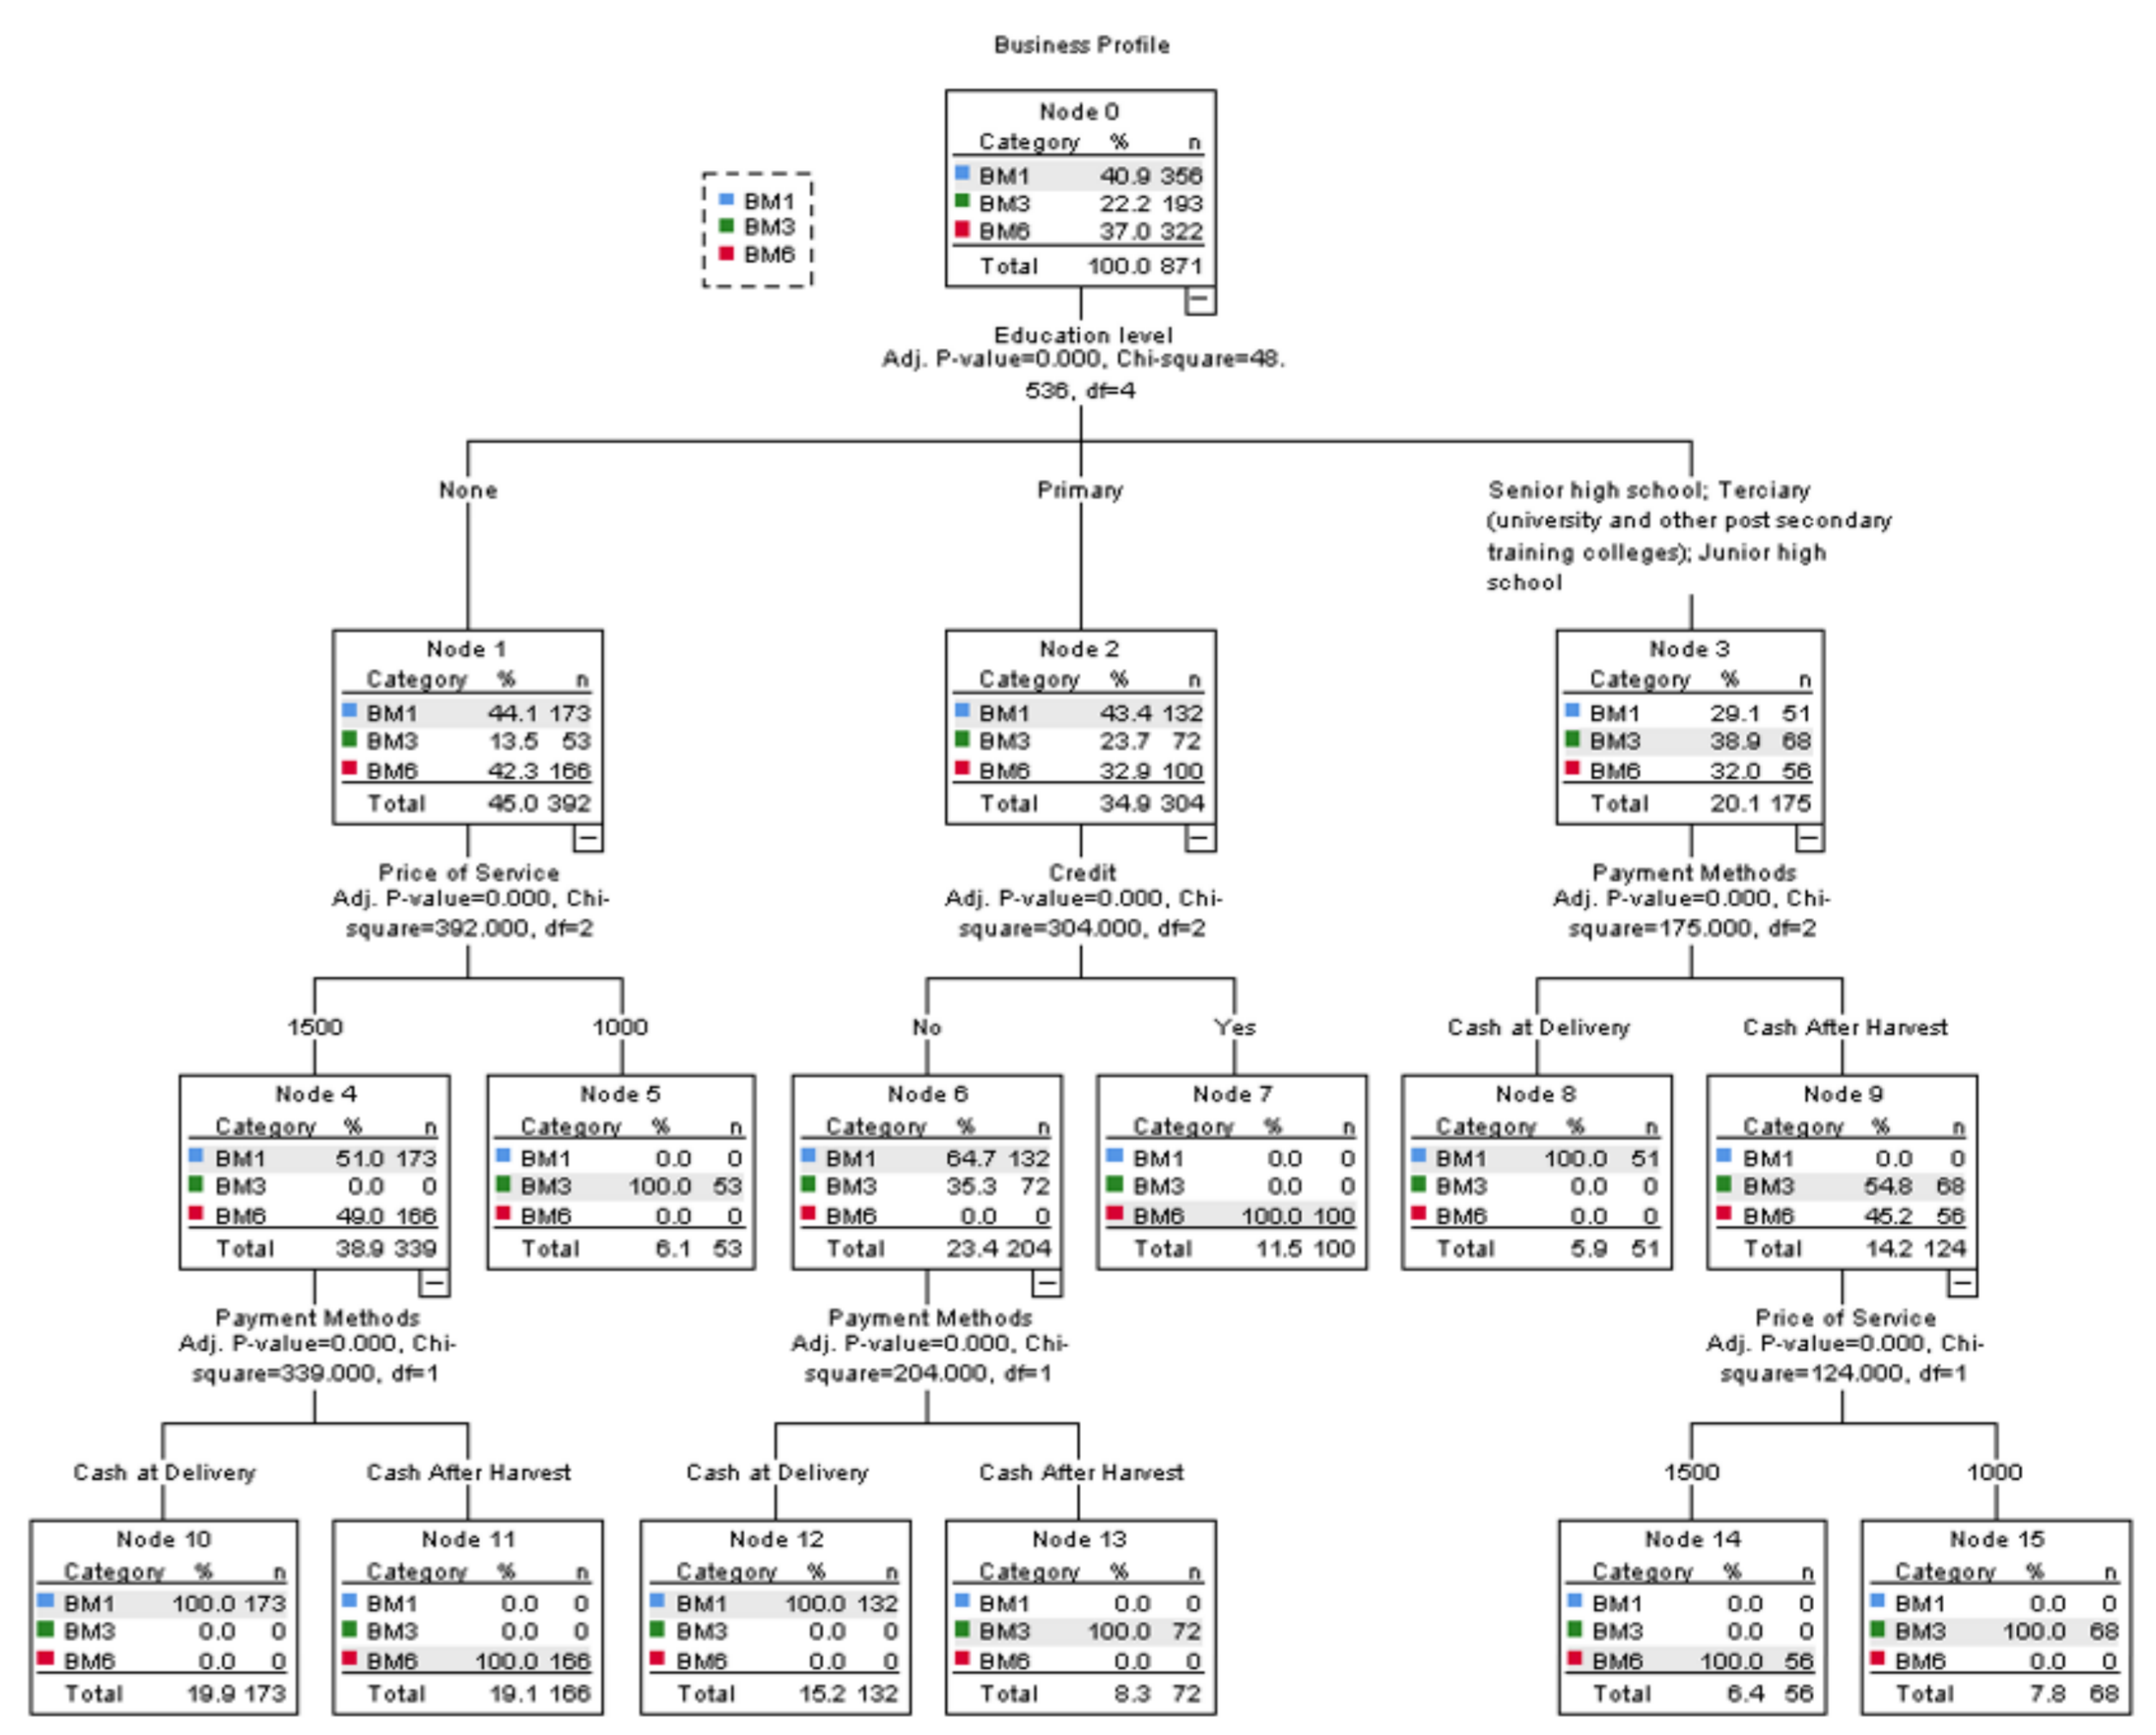 Business Profile
Node 0
Category % n
BM1 40.9 356
BM3 22.2 193
BM6 37.0 322
Total 100.0 871
BM1
BM3
BM6
Education level
Adj. P-value=0.000, Chi-square=48.
536, df=4
None
Primary
Senior high school; Terciary
(university and other post secondary
training colleges); Junior high
school
Node 1
Category % n
BM1 44.1 173
BM3 13.5 53
BM6 42.3 166
Total 45.0 392
Node 2
Category % n
BM1 43.4 132
BM3 23.7 72
BM6 32.9 100
Total 34.9 304
Node 3
Category % n
BM1 29.1 51
BM3 38.9 68
BM6 32.0 56
Total 20.1 175
Price of Service
Adj. P-value=0.000, Chi-
square=392.000, df=2
Credit
Adj. P-value=0.000, Chi-
square=304.000, df=2
Payment Methods
Adj. P-value=0.000, Chi-
square=175.000, df=2
1500
1000
No
Yes
Cash at Delivery
Cash After Harvest
Node 4
Category % n
BM1 51.0 173
BM3 0.0 0
BM6 49.0 166
Total 38.9 339
Node 5
Category % n
BM1 0.0 0
BM3 100.0 53
BM6 0.0 0
Total 6.1 53
Node 6
Category % n
BM1 64.7 132
BM3 35.3 72
BM6 0.0 0
Total 23.4 204
Node 7
Category % n
BM1 0.0 0
BM3 0.0 0
BM6 100.0 100
Total 11.5 100
Node 8
Category % n
BM1 100.0 51
BM3 0.0 0
BM6 0.0 0
Total 5.9 51
Node 9
Category % n
BM1 0.0 0
BM3 54.8 68
BM6 45.2 56
Total 14.2 124
Payment Methods
Adj. P-value=0.000, Chi-
square=339.000, df=1
Payment Methods
Adj. P-value=0.000, Chi-
square=204.000, df=1
Price of Service
Adj. P-value=0.000, Chi-
square=124.000, df=1
Cash at Delivery
Cash After Harvest
Cash at Delivery
Cash After Harvest
1500
1000
Node 10
Category % n
BM1 100.0 173
BM3 0.0 0
BM6 0.0 0
Total 19.9 173
Node 11
Category % n
BM1 0.0 0
BM3 0.0 0
BM6 100.0 166
Total 19.1 166
Node 12
Category % n
BM1 100.0 132
BM3 0.0 0
BM6 0.0 0
Total 15.2 132
Node 13
Category % n
BM1 0.0 0
BM3 100.0 72
BM6 0.0 0
Total 8.3 72
Node 14
Category % n
BM1 0.0 0
BM3 0.0 0
BM6 100.0 56
Total 6.4 56
Node 15
Category % n
BM1 0.0 0
BM3 100.0 68
BM6 0.0 0
Total 7.8 68